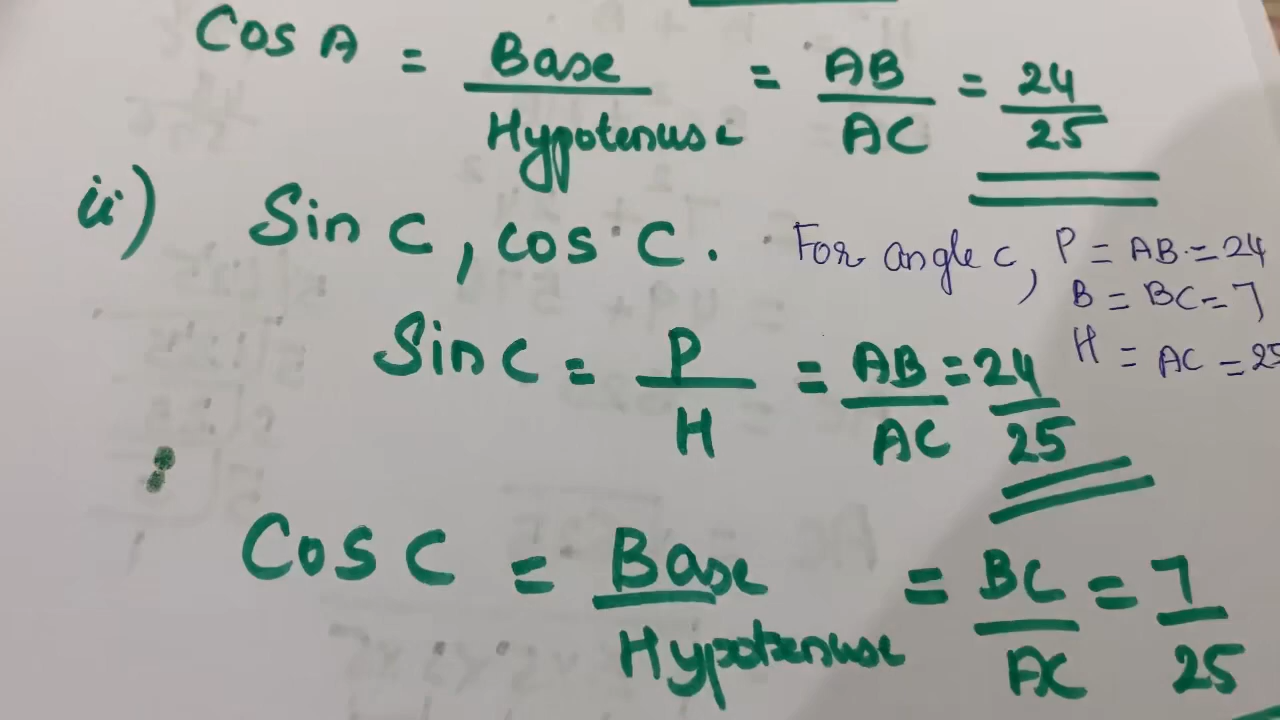 Cos A = Base / Hypotenuse = AB / AC = 24 / 25
ii) Sin C, cos C.
For angle c, P = AB = 24
B = BC = 7
H = AC = 25
Sin C = P / H = AB / AC = 24 / 25
Cos C = Base / Hypotenuse = BC / AC = 7 / 25